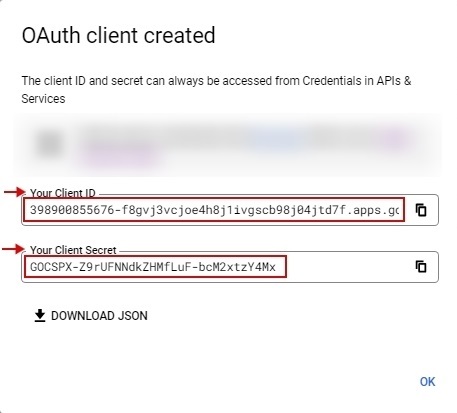 OAuth client created
The client ID and secret can always be accessed from Credentials in APIs &
Services
Your Client ID
398900855676-f8gvj3vcjoe4h8j1ivgscb98j04jtd7f.apps.gc
Your Client Secret
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
DOWNLOAD JSON
OK